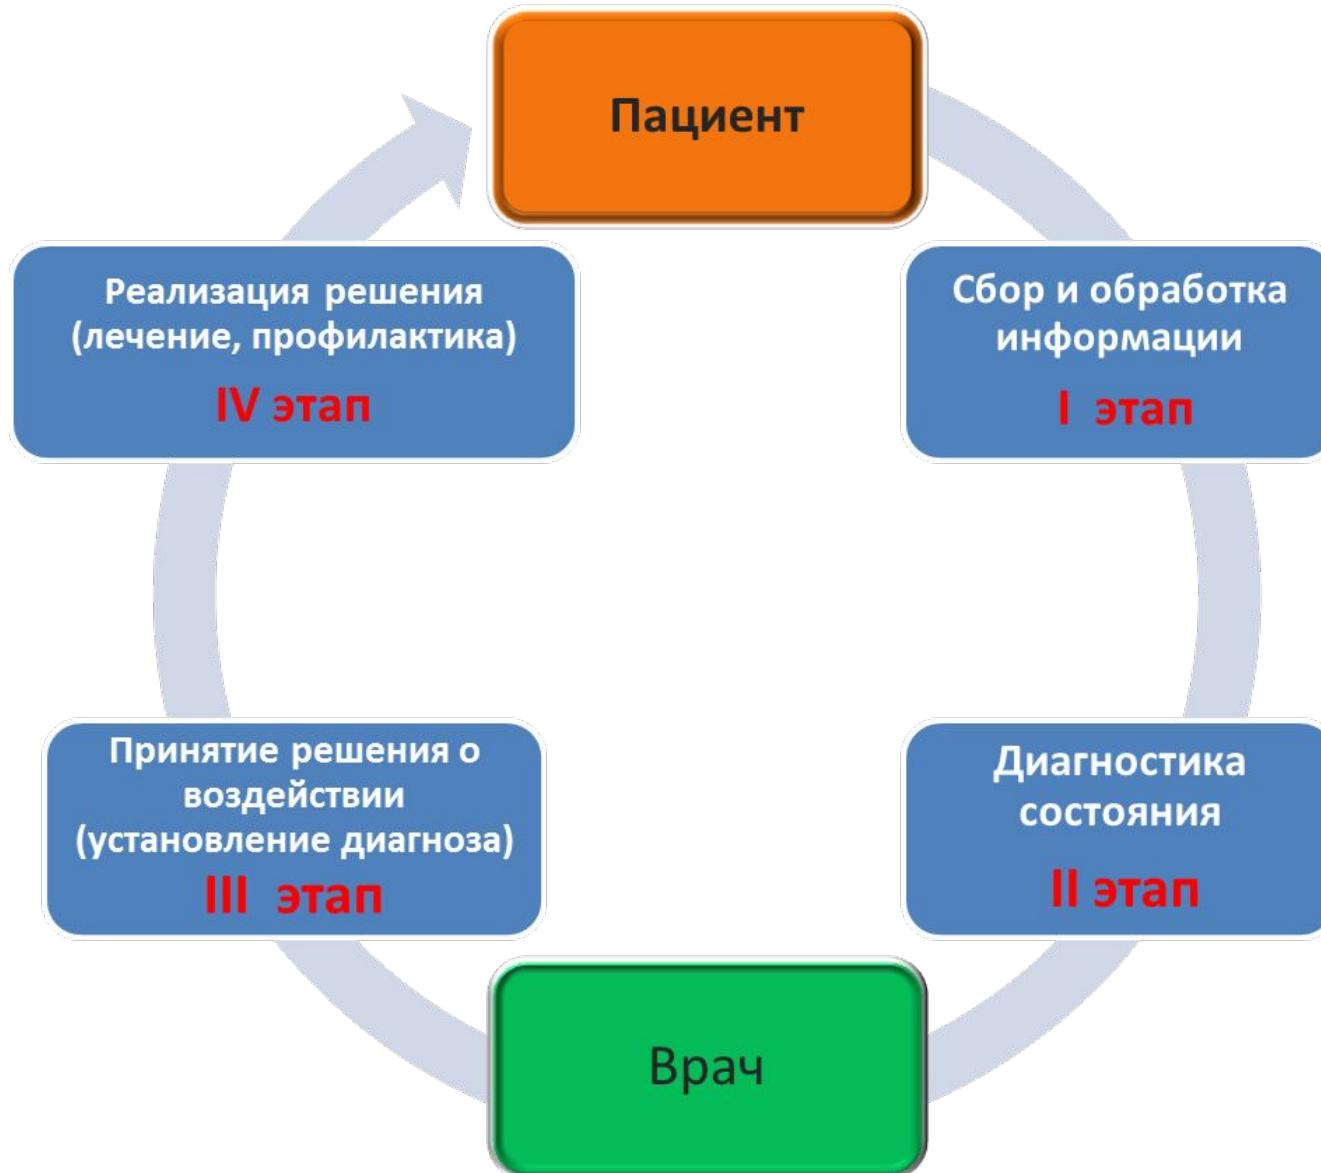 Пациент
Сбор и обработка
информации
I этап
Диагностика
состояния
II этап
Врач
Принятие решения о
воздействии
(установление диагноза)
III этап
Реализация решения
(лечение, профилактика)
IV этап